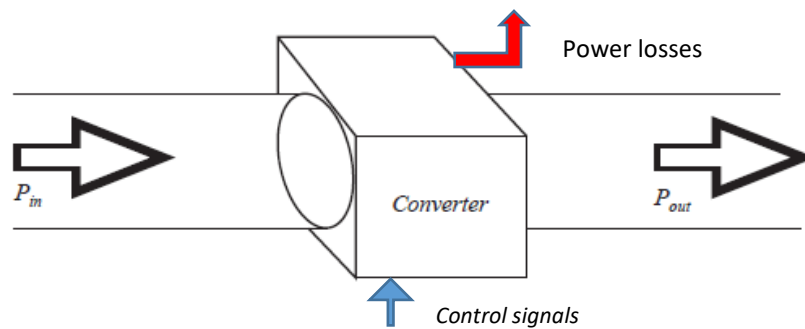 Power losses
P_in
Converter
P_out
Control signals